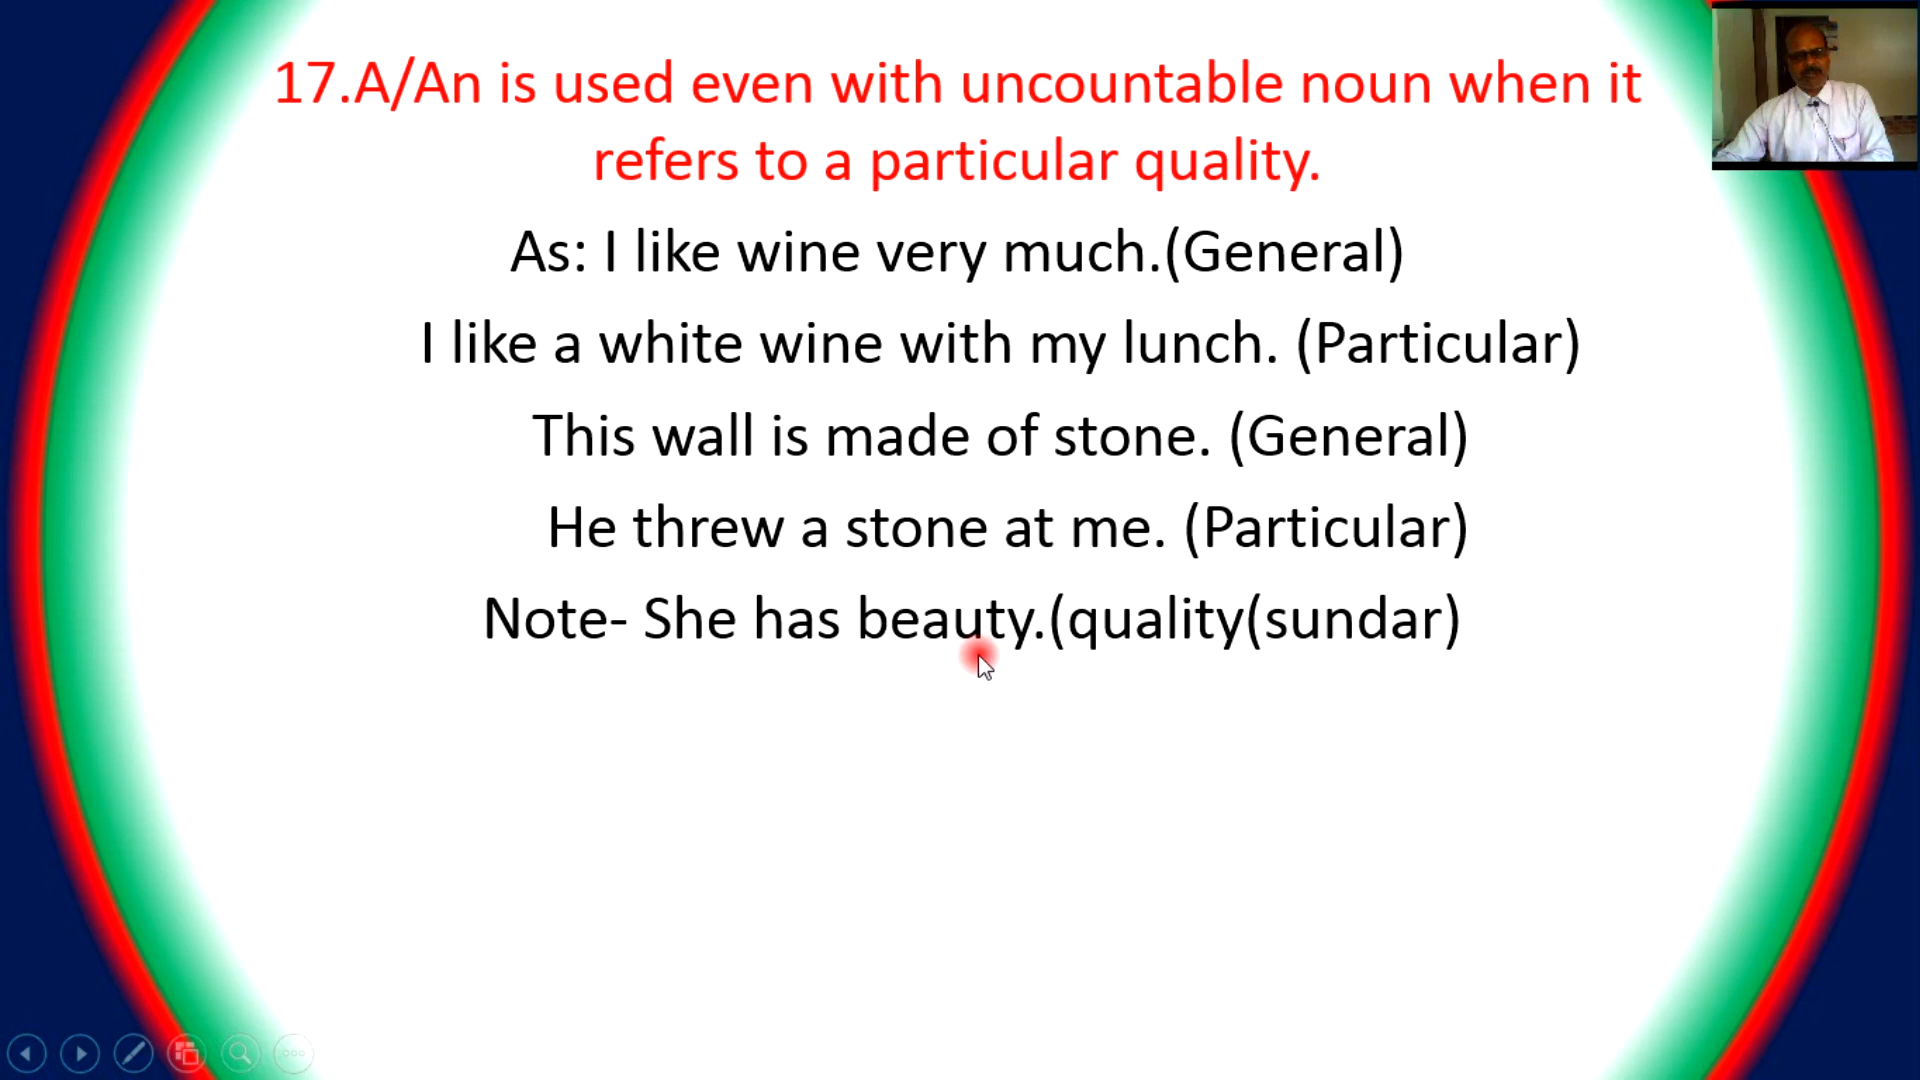 17.A/An is used even with uncountable noun when it
refers to a particular quality.
As: I like wine very much.(General)
I like a white wine with my lunch. (Particular)
This wall is made of stone. (General)
He threw a stone at me. (Particular)
Note- She has beauty.(quality(sundar)